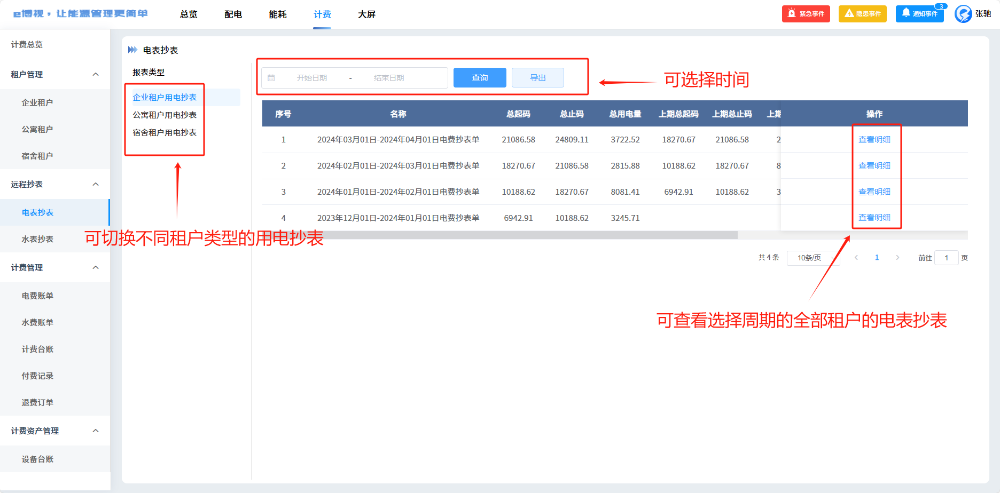 e博视，让能源管理更简单
总览 配电 能耗 计费 大屏
紧急事件 隐患事件 通知事件 3 张驰
计费总览
租户管理
企业租户
公寓租户
宿舍租户
远程抄表
电表抄表
水表抄表
计费管理
电费账单
水费账单
计费台账
付费记录
退费订单
计费资产管理
设备台账
电表抄表
报表类型
企业租户用电抄表
公寓租户用电抄表
宿舍租户用电抄表
可切换不同租户类型的用电抄表
开始日期 - 结束日期 查询 导出
可选择时间
序号 名称 总起码 总止码 总用电量 上期总起码 上期总止码 上期 操作
1 2024年03月01日-2024年04月01日电费抄表单 21086.58 24809.11 3722.52 18270.67 21086.58 2 查看明细
2 2024年02月01日-2024年03月01日电费抄表单 18270.67 21086.58 2815.88 10188.62 18270.67 8 查看明细
3 2024年01月01日-2024年02月01日电费抄表单 10188.62 18270.67 8081.41 6942.91 10188.62 3 查看明细
4 2023年12月01日-2024年01月01日电费抄表单 6942.91 10188.62 3245.71 查看明细
共 4 条 10条/页 1 前往 1 页
可查看选择周期的全部租户的电表抄表